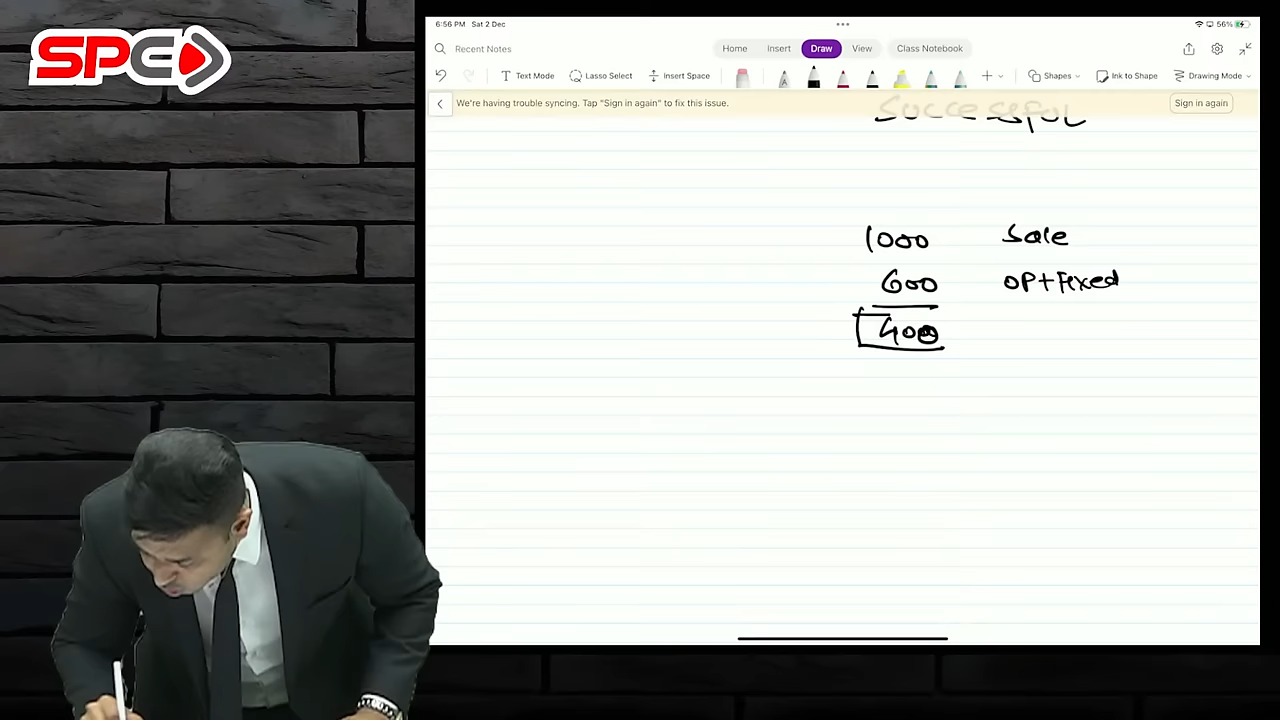 SPC
6:56 PM Sat 2 Dec
56%
Recent Notes
Home Insert Draw View Class Notebook
Text Mode Lasso Select Insert Space Shapes Ink to Shape Drawing Mode
We're having trouble syncing. Tap "Sign in again" to fix this issue. Sign in again
Successful
1000 Sale
600 OP+Fixed
400